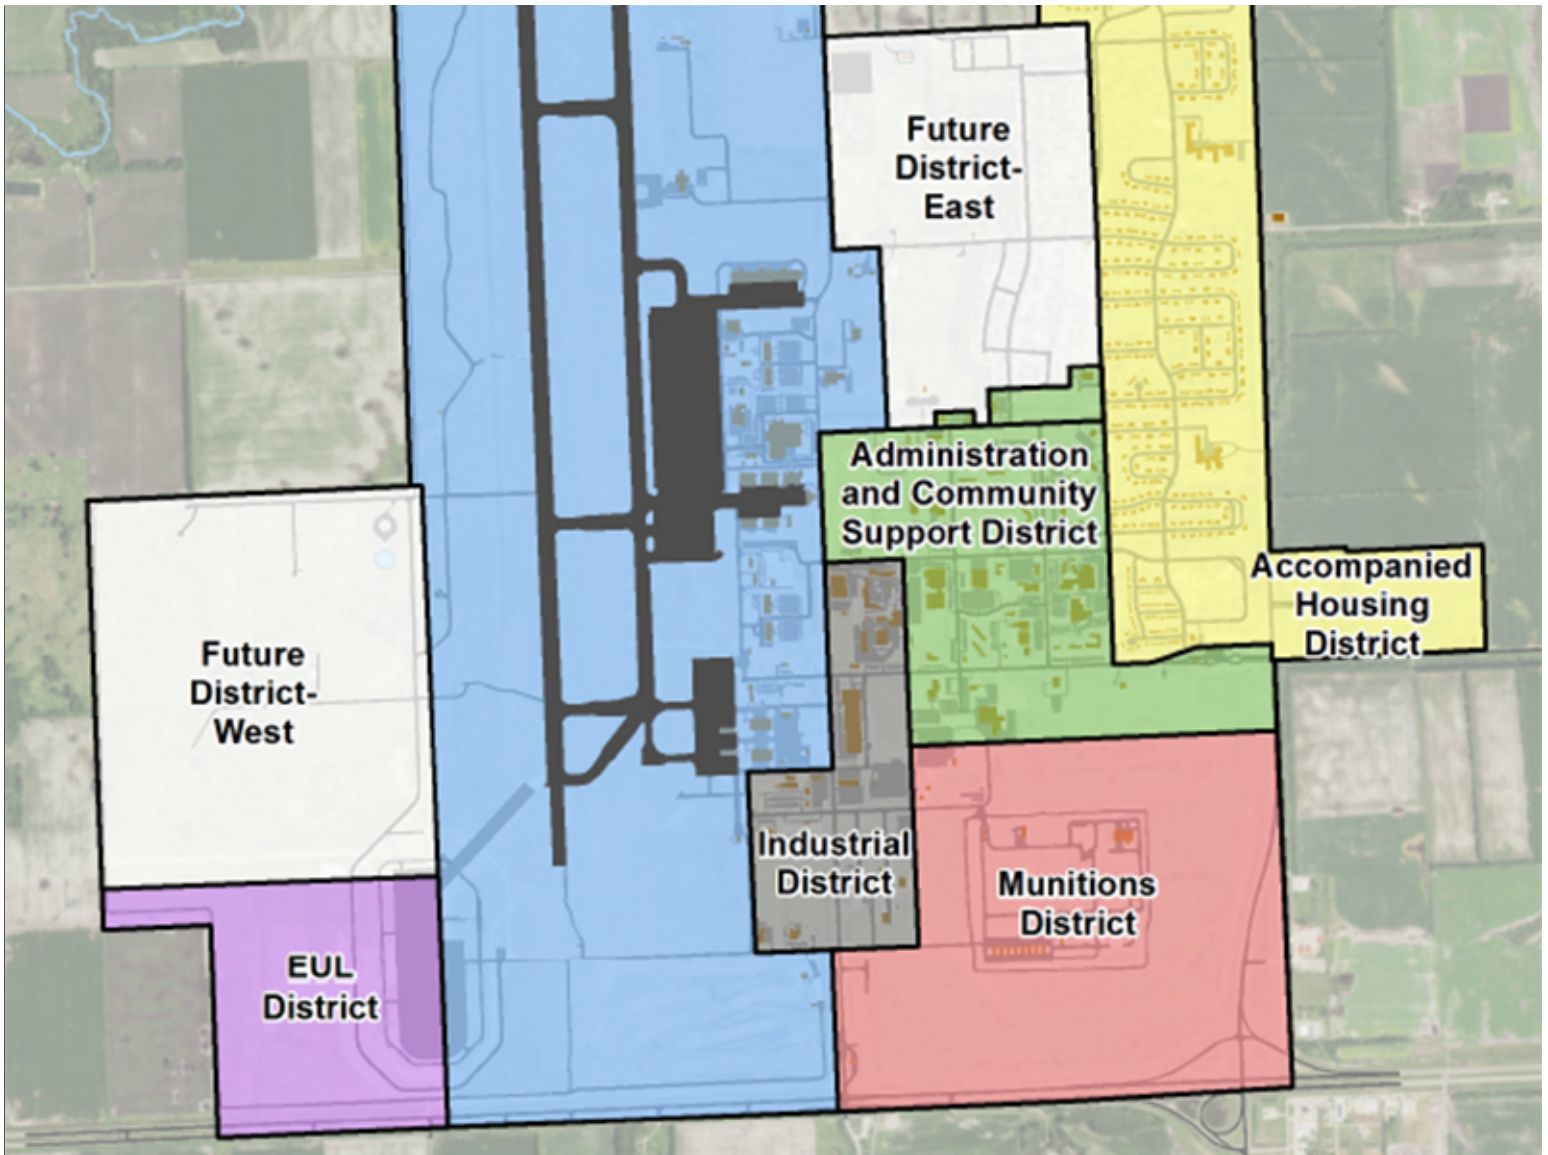 Future
District-
East
Administration
and Community
Support District
Accompanied
Housing
District
Future
District-
West
Industrial
District
Munitions
District
EUL
District